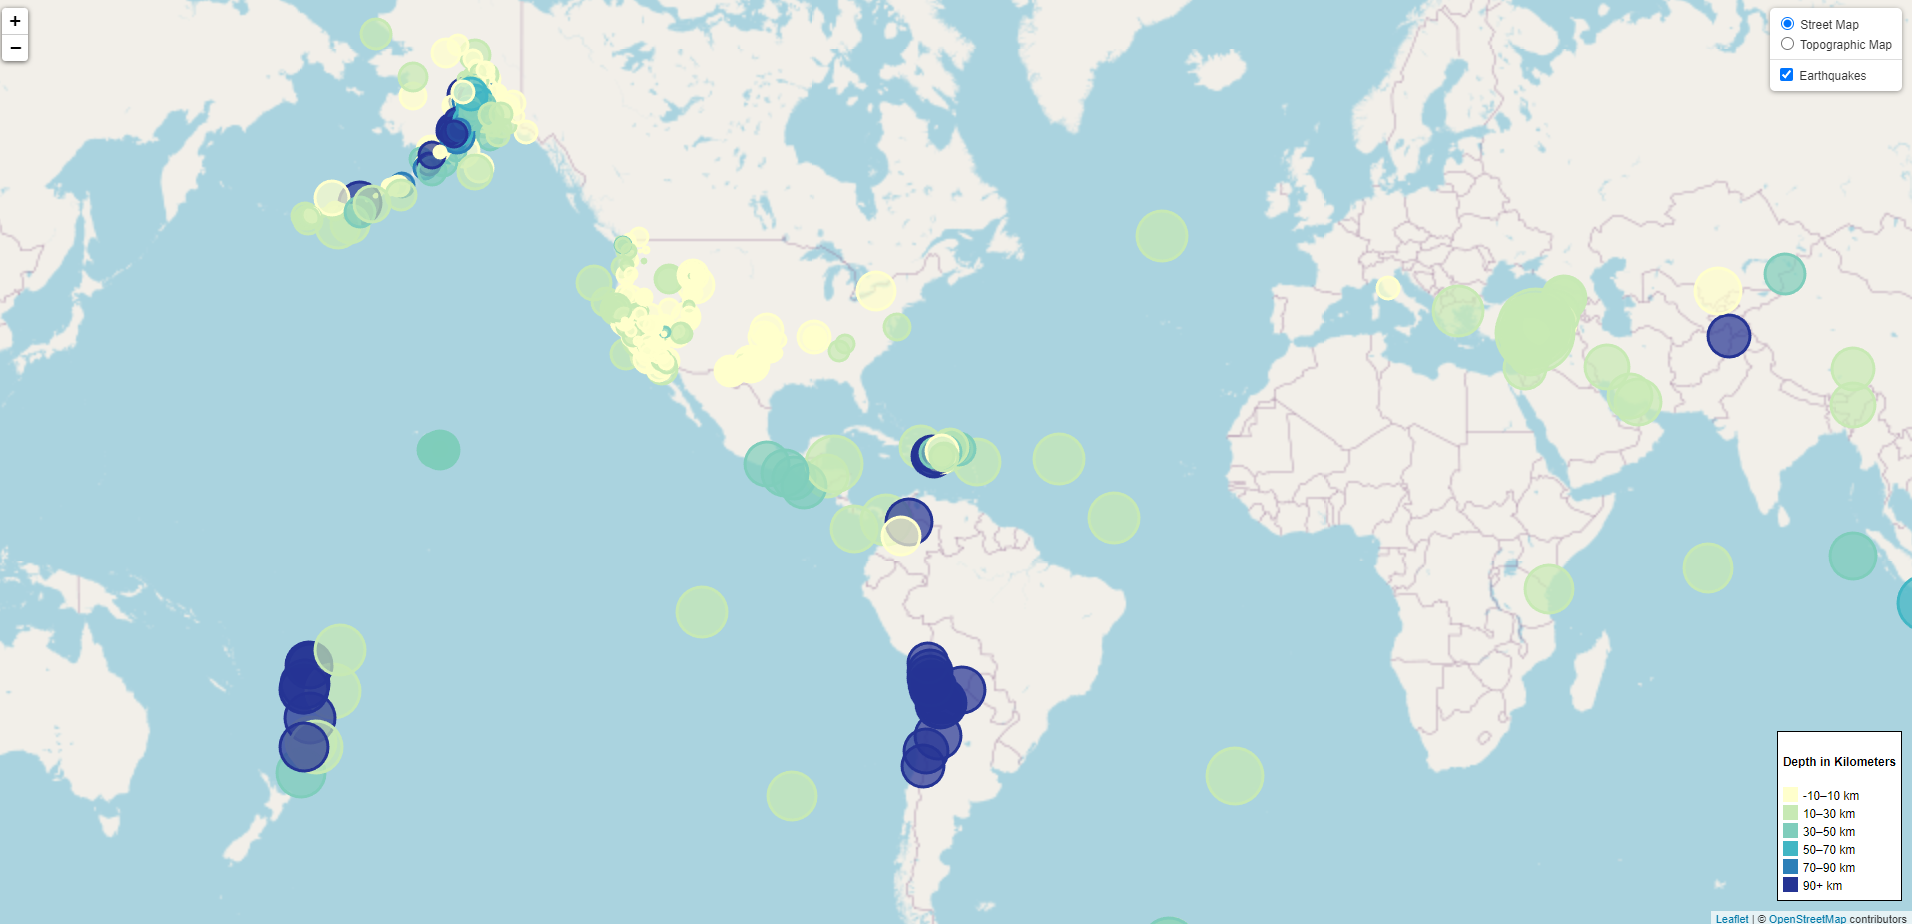 +
−
Street Map
Topographic Map
Earthquakes
Depth in Kilometers
-10–10 km
10–30 km
30–50 km
50–70 km
70–90 km
90+ km
Leaflet | © OpenStreetMap contributors